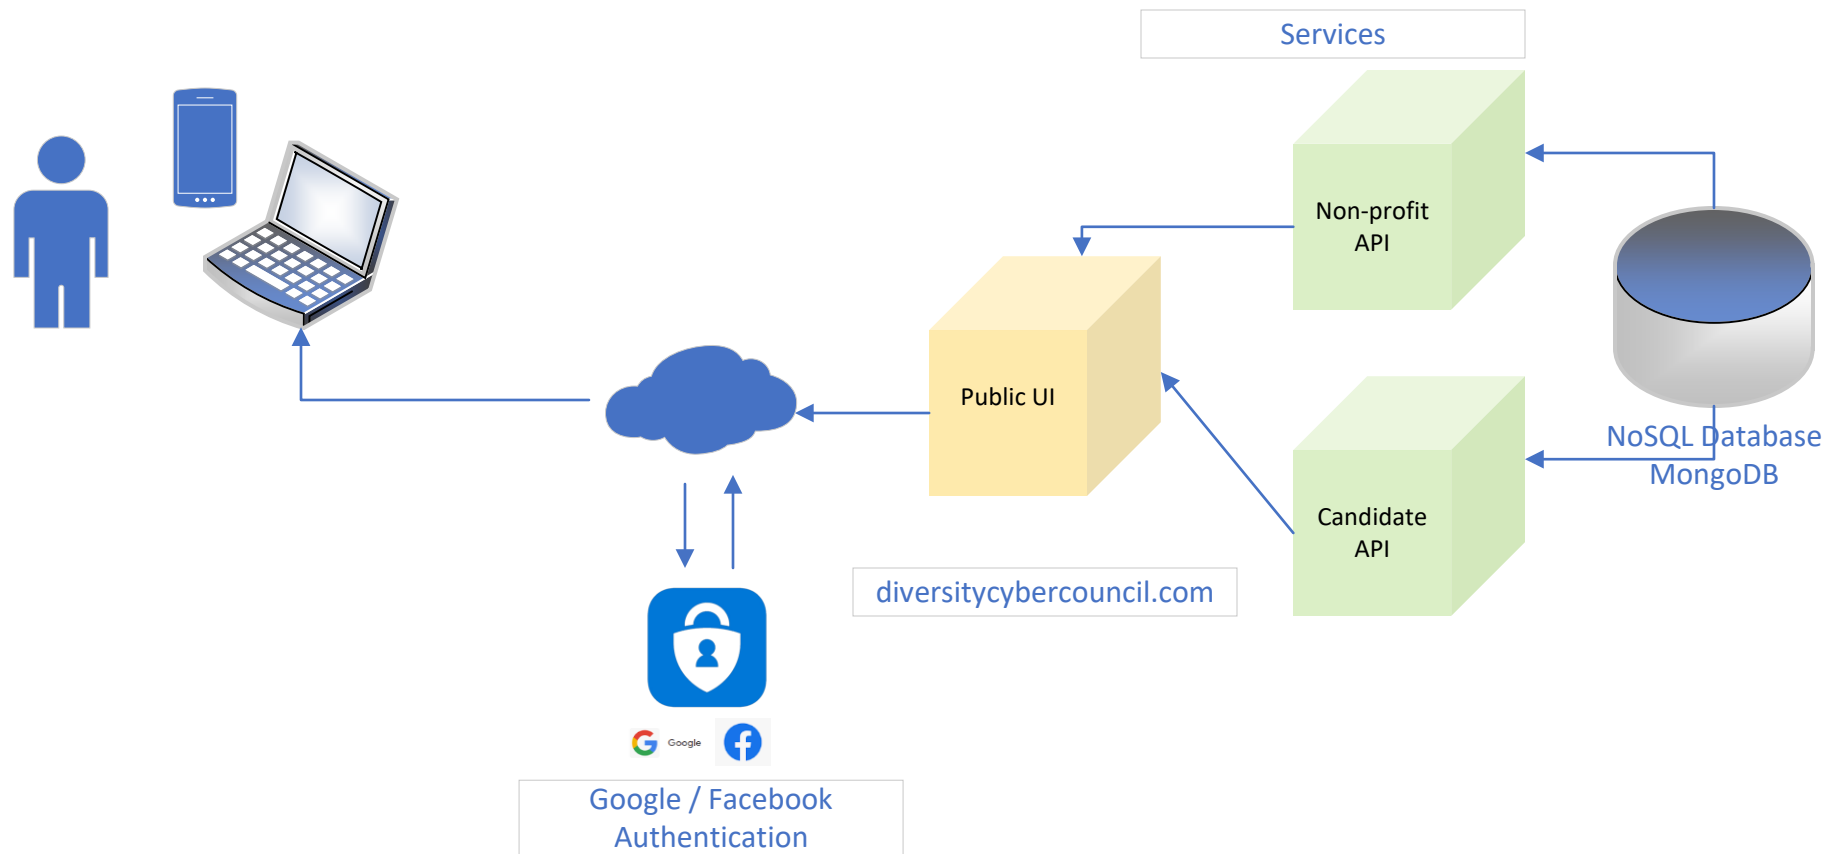 Services
Non-profit
API
Public UI
NoSQL Database
MongoDB
Candidate
API
diversitycybercouncil.com
Google
Google / Facebook
Authentication